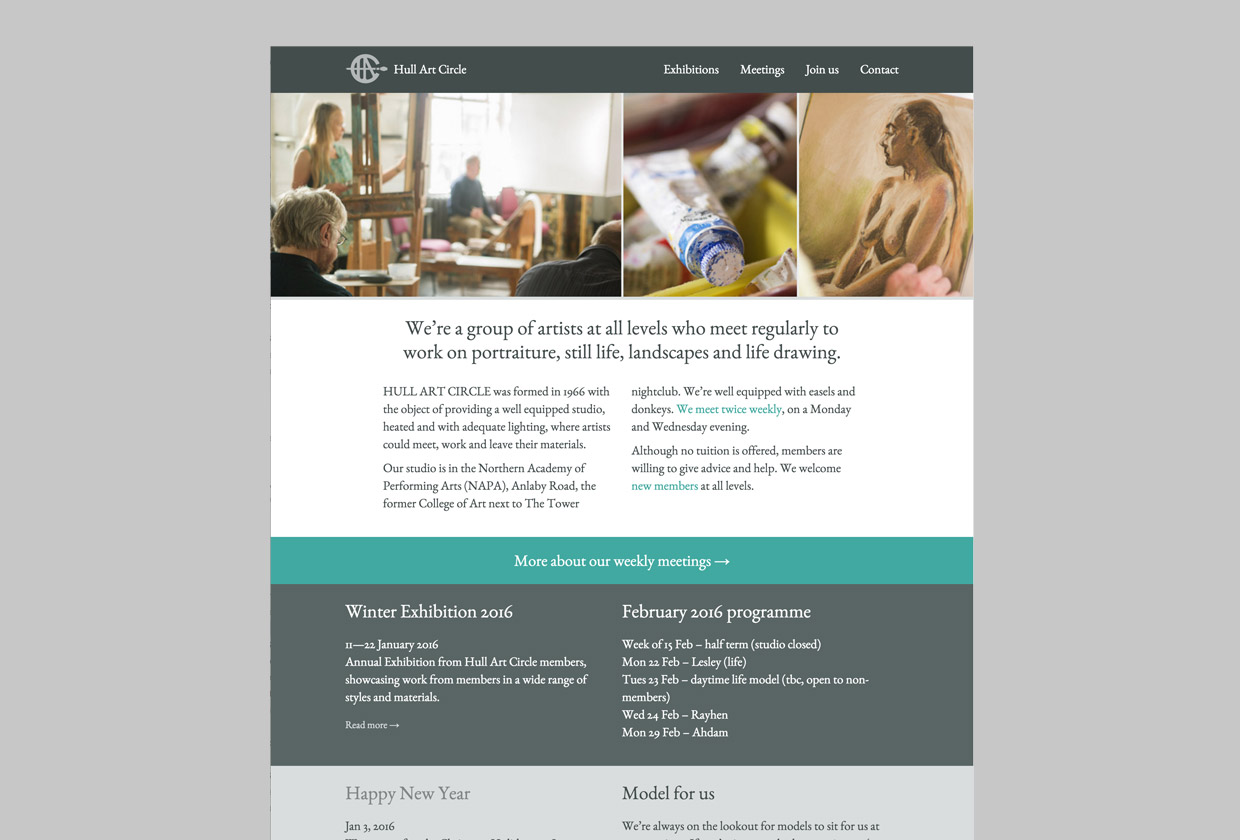 Hull Art Circle
Exhibitions Meetings Join us Contact
We’re a group of artists at all levels who meet regularly to
work on portraiture, still life, landscapes and life drawing.
HULL ART CIRCLE was formed in 1966 with
the object of providing a well equipped studio,
heated and with adequate lighting, where artists
could meet, work and leave their materials.
Our studio is in the Northern Academy of
Performing Arts (NAPA), Anlaby Road, the
former College of Art next to The Tower
nightclub. We’re well equipped with easels and
donkeys. We meet twice weekly, on a Monday
and Wednesday evening.
Although no tuition is offered, members are
willing to give advice and help. We welcome
new members at all levels.
More about our weekly meetings →
Winter Exhibition 2016
11—22 January 2016
Annual Exhibition from Hull Art Circle members,
showcasing work from members in a wide range of
styles and materials.
Read more →
February 2016 programme
Week of 15 Feb – half term (studio closed)
Mon 22 Feb – Lesley (life)
Tues 23 Feb – daytime life model (tbc, open to non-
members)
Wed 24 Feb – Rayhen
Mon 29 Feb – Ahdam
Happy New Year
Jan 3, 2016
Model for us
We’re always on the lookout for models to sit for us at